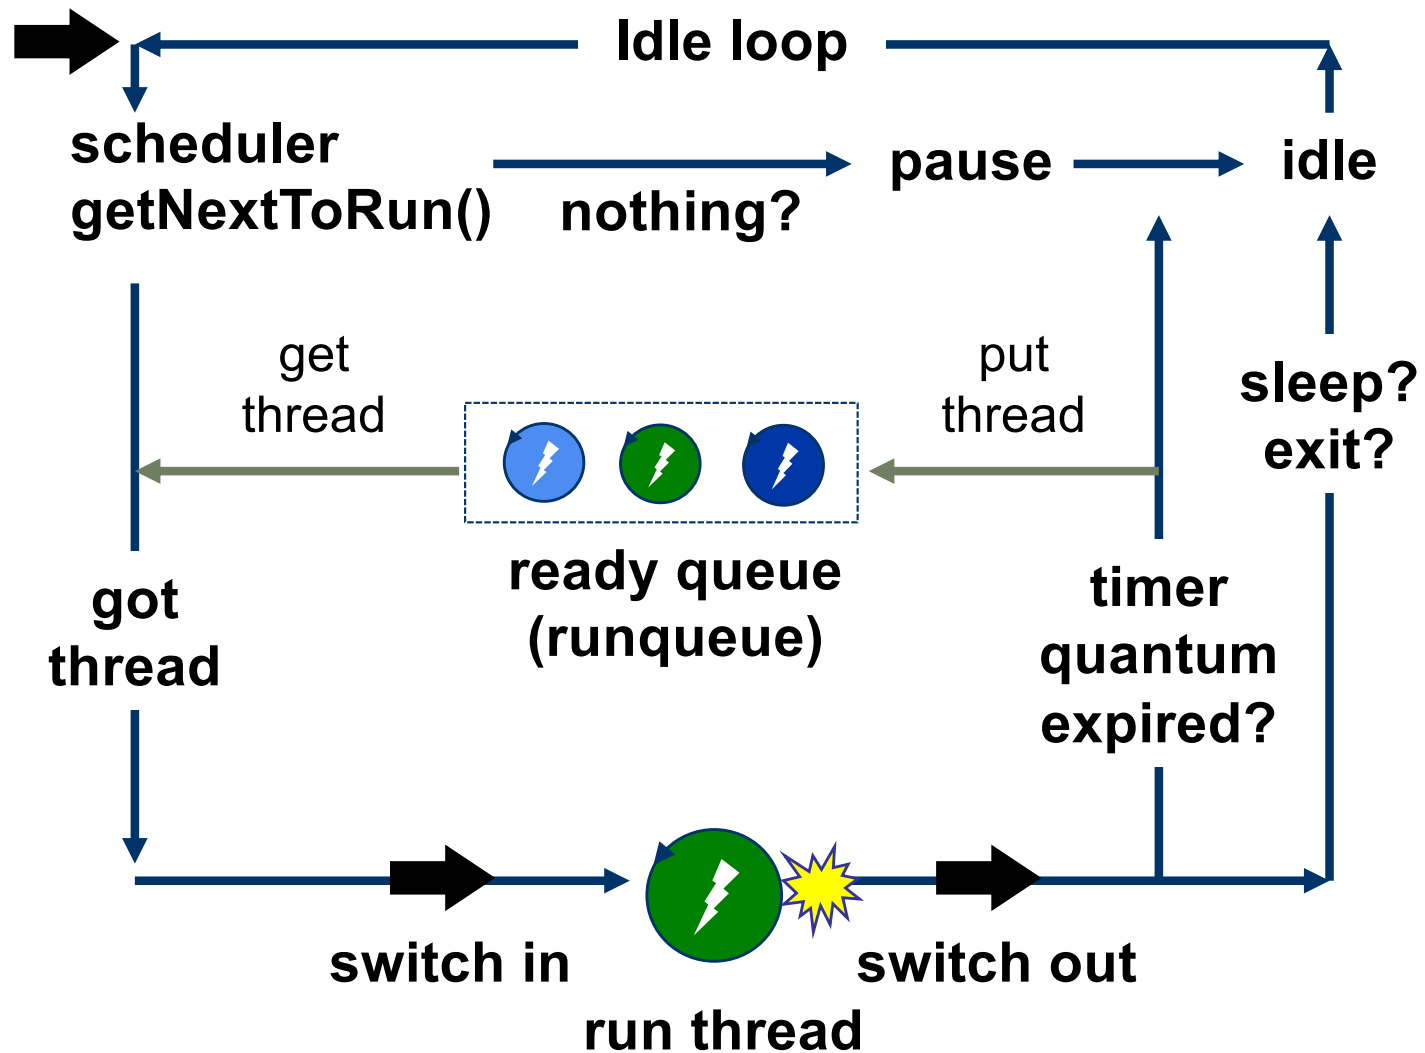 Idle loop
scheduler
getNextToRun()
nothing?
pause
idle
get
thread
put
thread
sleep?
exit?
ready queue
(runqueue)
got
thread
timer
quantum
expired?
switch in
switch out
run thread